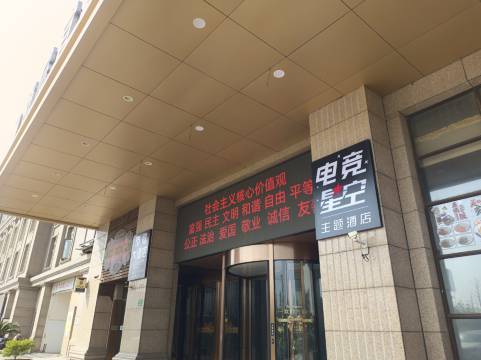 社会主义核心价值观
富强 民主 文明 和谐 自由 平等
公正 法治 爱国 敬业 诚信 友
电竞
星空
主题酒店